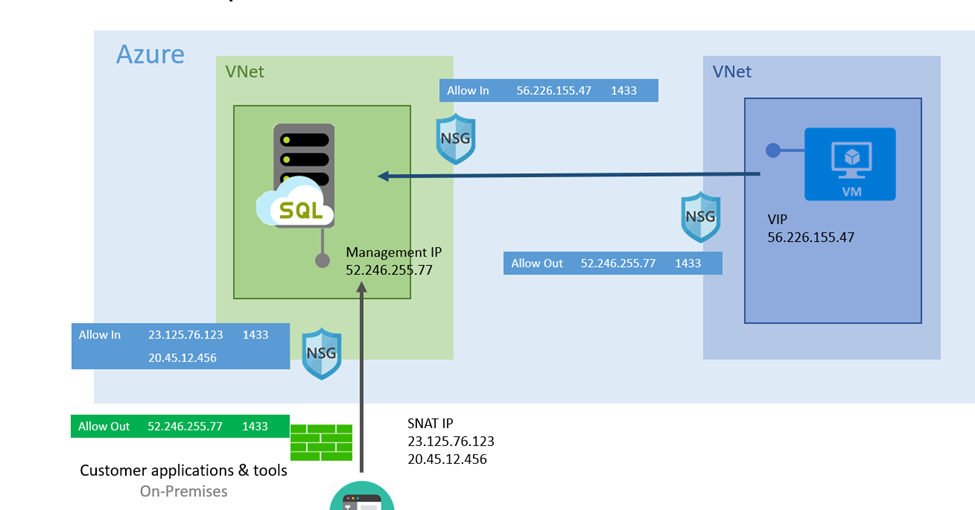 Azure
VNet
Allow In 56.226.155.47 1433
NSG
SQL
Management IP
52.246.255.77
VNet
VM
NSG
VIP
56.226.155.47
Allow Out 52.246.255.77 1433
Allow In 23.125.76.123 1433
20.45.12.456
NSG
Allow Out 52.246.255.77 1433
SNAT IP
23.125.76.123
20.45.12.456
Customer applications & tools
On-Premises